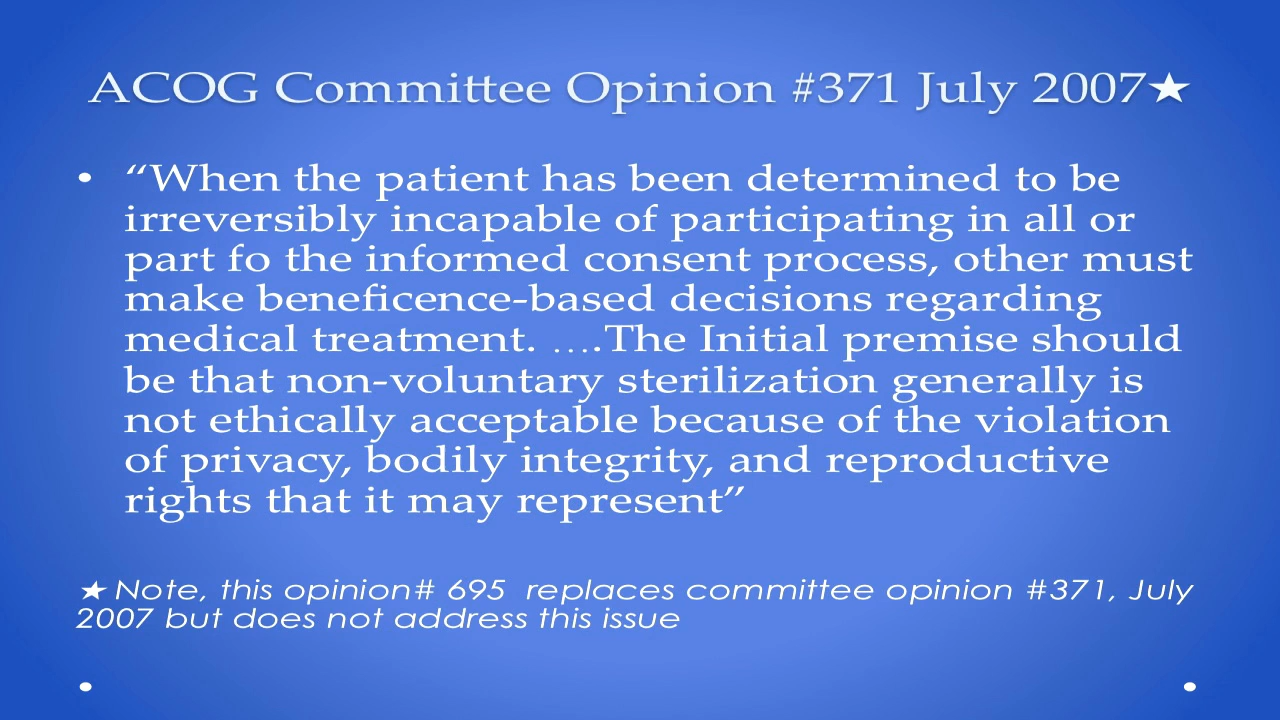 ACOG Committee Opinion #371 July 2007★
• “When the patient has been determined to be
irreversibly incapable of participating in all or
part fo the informed consent process, other must
make beneficence-based decisions regarding
medical treatment. ….The Initial premise should
be that non-voluntary sterilization generally is
not ethically acceptable because of the violation
of privacy, bodily integrity, and reproductive
rights that it may represent”
★ Note, this opinion# 695 replaces committee opinion #371, July
2007 but does not address this issue